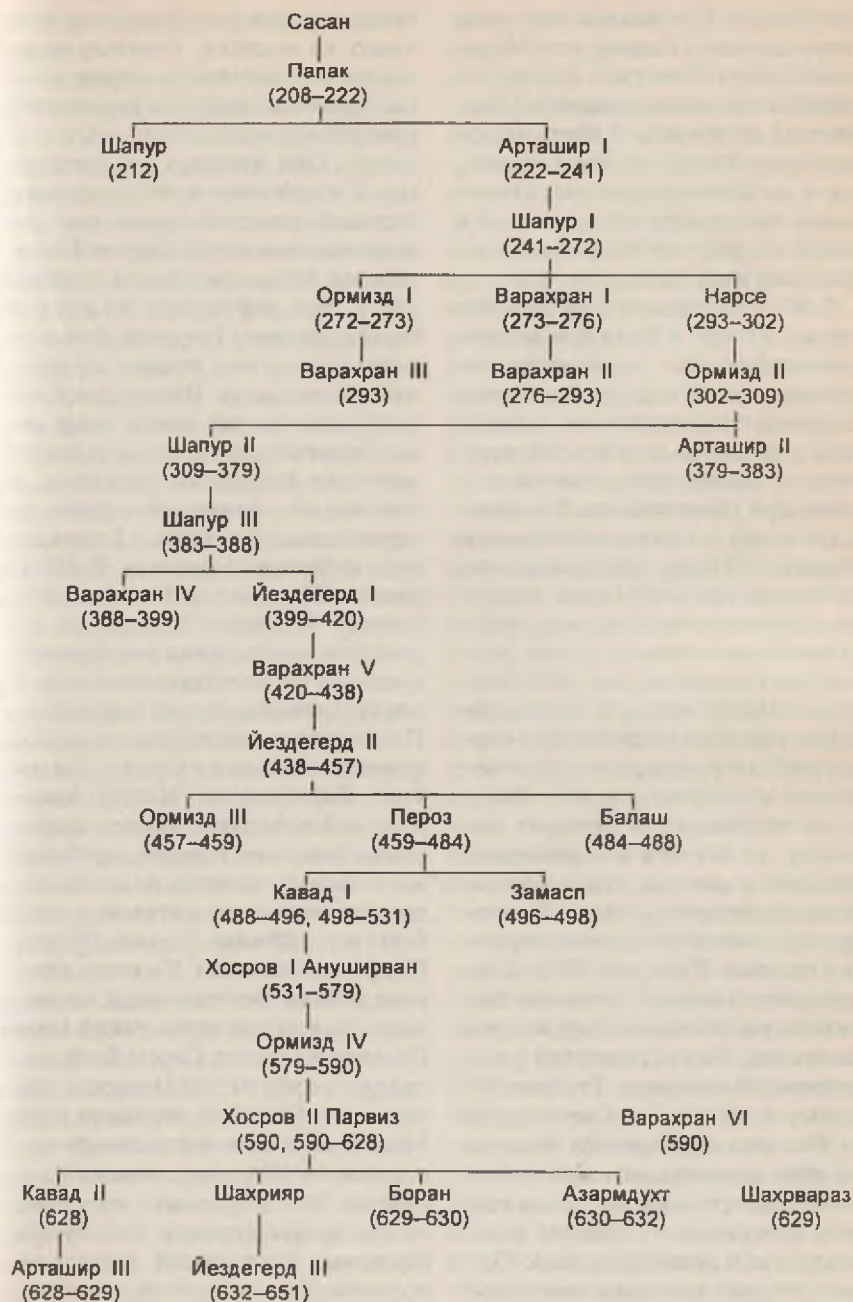 Сасан
Папак
(208–222)
Шапур Арташир I
(212) (222–241)
Шапур I
(241–272)
Ормизд I Варахран I Нарсе
(272–273) (273–276) (293–302)
Варахран III Варахран II Ормизд II
(293) (276–293) (302–309)
Шапур II Арташир II
(309–379) (379–383)
Шапур III
(383–388)
Варахран IV Йездегерд I
(388–399) (399–420)
Варахран V
(420–438)
Йездегерд II
(438–457)
Ормизд III Пероз Балаш
(457–459) (459–484) (484–488)
Кавад I Замасп
(488–496, 498–531) (496–498)
Хосров I Ануширван
(531–579)
Ормизд IV
(579–590)
Хосров II Парвиз Варахран VI
(590, 590–628) (590)
Кавад II Шахрияр Боран Азармдухт Шахрвараз
(628) (629–630) (630–632) (629)
Арташир III Йездегерд III
(628–629) (632–651)